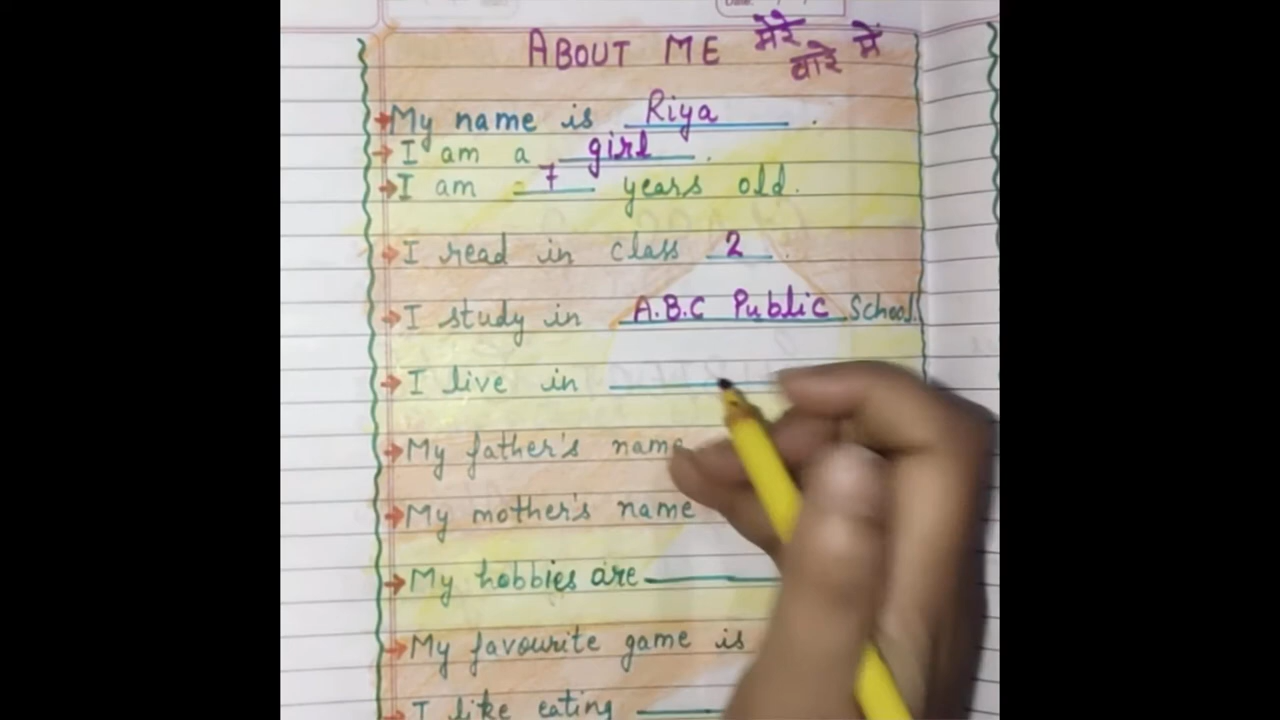 Date:
ABOUT ME मेरे बारे में
My name is Riya.
I am a girl.
I am 7 years old.
I read in class 2.
I study in A.B.C Public School.
I live in
My father's name
My mother's name
My hobbies are
My favourite game is
I like eating